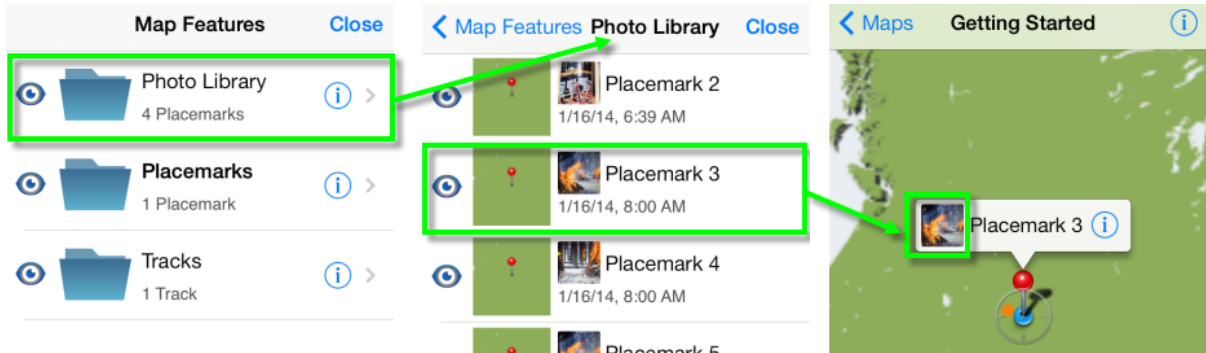 Map Features Close
Photo Library
4 Placemarks
Placemarks
1 Placemark
Tracks
1 Track
Map Features Photo Library Close
Placemark 2
1/16/14, 6:39 AM
Placemark 3
1/16/14, 8:00 AM
Placemark 4
1/16/14, 8:00 AM
Placemark 5
Maps Getting Started
Placemark 3